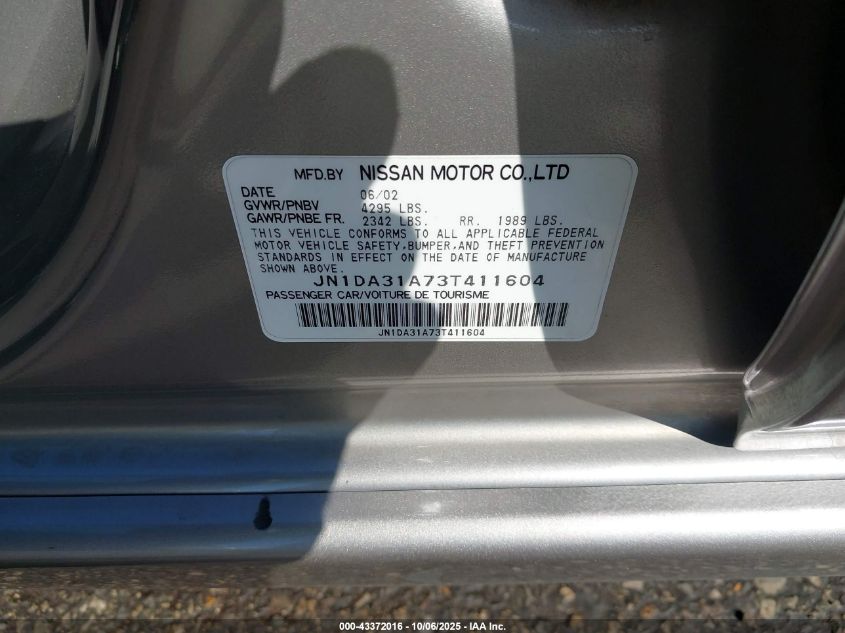 MFD.BY NISSAN MOTOR CO.,LTD
DATE 06/02
GVWR/PNBV 4295 LBS.
GAWR/PNBE FR. 2342 LBS. RR. 1989 LBS.
THIS VEHICLE CONFORMS TO ALL APPLICABLE FEDERAL
MOTOR VEHICLE SAFETY,BUMPER,AND THEFT PREVENTION
STANDARDS IN EFFECT ON THE DATE OF MANUFACTURE
SHOWN ABOVE.
JN1DA31A73T411604
PASSENGER CAR/VOITURE DE TOURISME
JN1DA31A73T411604
000-43372016 - 10/06/2025 - IAA Inc.